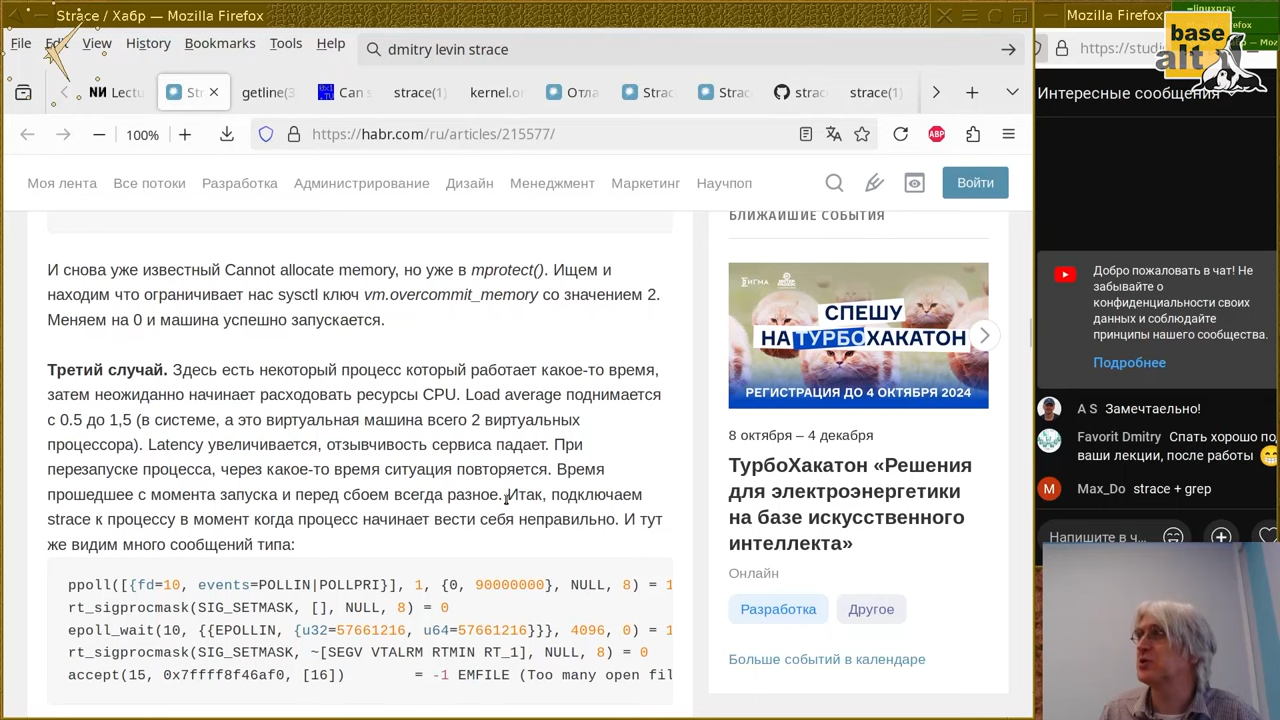 Strace / Хабр — Mozilla Firefox
File Edit View History Bookmarks Tools Help
dmitry levin strace
Lectu
Str
getline(3
Can s
strace(1)
kernel.or
Отла
Strac
Strac
strac
strace(1)
100%
https://habr.com/ru/articles/215577/
ABP
Моя лента Все потоки Разработка Администрирование Дизайн Менеджмент Маркетинг Научпоп
Войти
И снова уже известный Cannot allocate memory, но уже в mprotect(). Ищем и
находим что ограничивает нас sysctl ключ vm.overcommit_memory со значением 2.
Меняем на 0 и машина успешно запускается.
Третий случай. Здесь есть некоторый процесс который работает какое-то время,
затем неожиданно начинает расходовать ресурсы CPU. Load average поднимается
с 0.5 до 1,5 (в системе, а это виртуальная машина всего 2 виртуальных
процессора). Latency увеличивается, отзывчивость сервиса падает. При
перезапуске процесса, через какое-то время ситуация повторяется. Время
прошедшее с момента запуска и перед сбоем всегда разное. Итак, подключаем
strace к процессу в момент когда процесс начинает вести себя неправильно. И тут
же видим много сообщений типа:
ppoll([{fd=10, events=POLLIN|POLLPRI}], 1, {0, 90000000}, NULL, 8) = 1
rt_sigprocmask(SIG_SETMASK, [], NULL, 8) = 0
epoll_wait(10, {{EPOLLIN, {u32=57661216, u64=57661216}}}, 4096, 0) = 1
rt_sigprocmask(SIG_SETMASK, ~[SEGV VTALRM RTMIN RT_1], NULL, 8) = 0
accept(15, 0x7ffff8f46af0, [16]) = -1 EMFILE (Too many open fil
БЛИЖАЙШИЕ СОБЫТИЯ
СПЕШУ
НА ТУРБОХАКАТОН
РЕГИСТРАЦИЯ ДО 4 ОКТЯБРЯ 2024
8 октября – 4 декабря
ТурбоХакатон «Решения
для электроэнергетики
на базе искусственного
интеллекта»
Онлайн
Разработка Другое
Больше событий в календаре
Mozilla Firefox
~linuxprac
base
alt
https://studi
Интересные сообщения
Добро пожаловать в чат! Не
забывайте о
конфиденциальности своих
данных и соблюдайте
принципы нашего сообщества.
Подробнее
A S Замечтаельно!
Favorit Dmitry Спать хорошо по
ваши лекции, после работы
M Max_Do strace + grep
Напишите в ч...